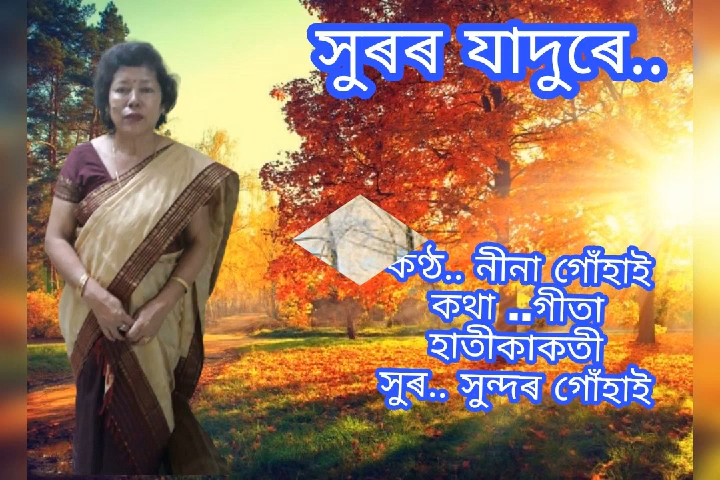 সুৰৰ যাদুৰে..
কণ্ঠ.. নীনা গোঁহাই
কথা ..গীতা
হাতীকাকতী
সুৰ.. সুন্দৰ গোঁহাই